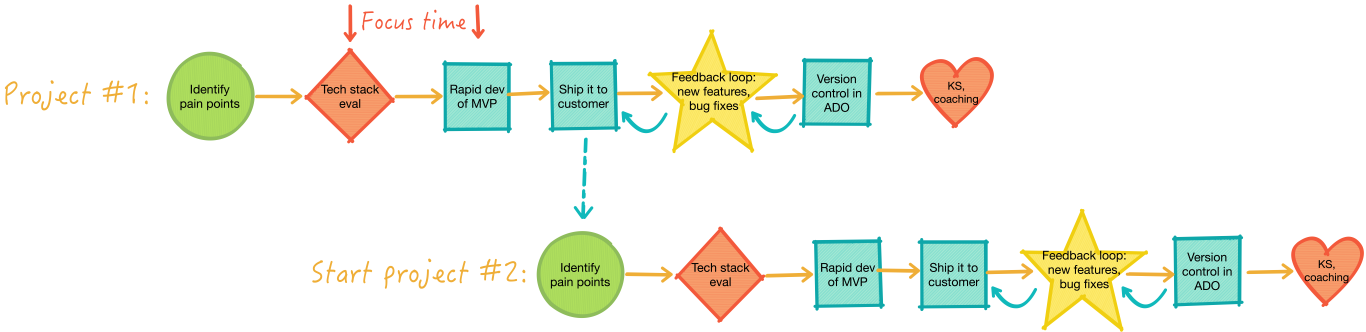 Focus time
Project #1:
Identify
pain points
Tech stack
eval
Rapid dev
of MVP
Ship it to
customer
Feedback loop:
new features,
bug fixes
Version
control in
ADO
KS,
coaching
Start project #2:
Identify
pain points
Tech stack
eval
Rapid dev
of MVP
Ship it to
customer
Feedback loop:
new features,
bug fixes
Version
control in
ADO
KS,
coaching